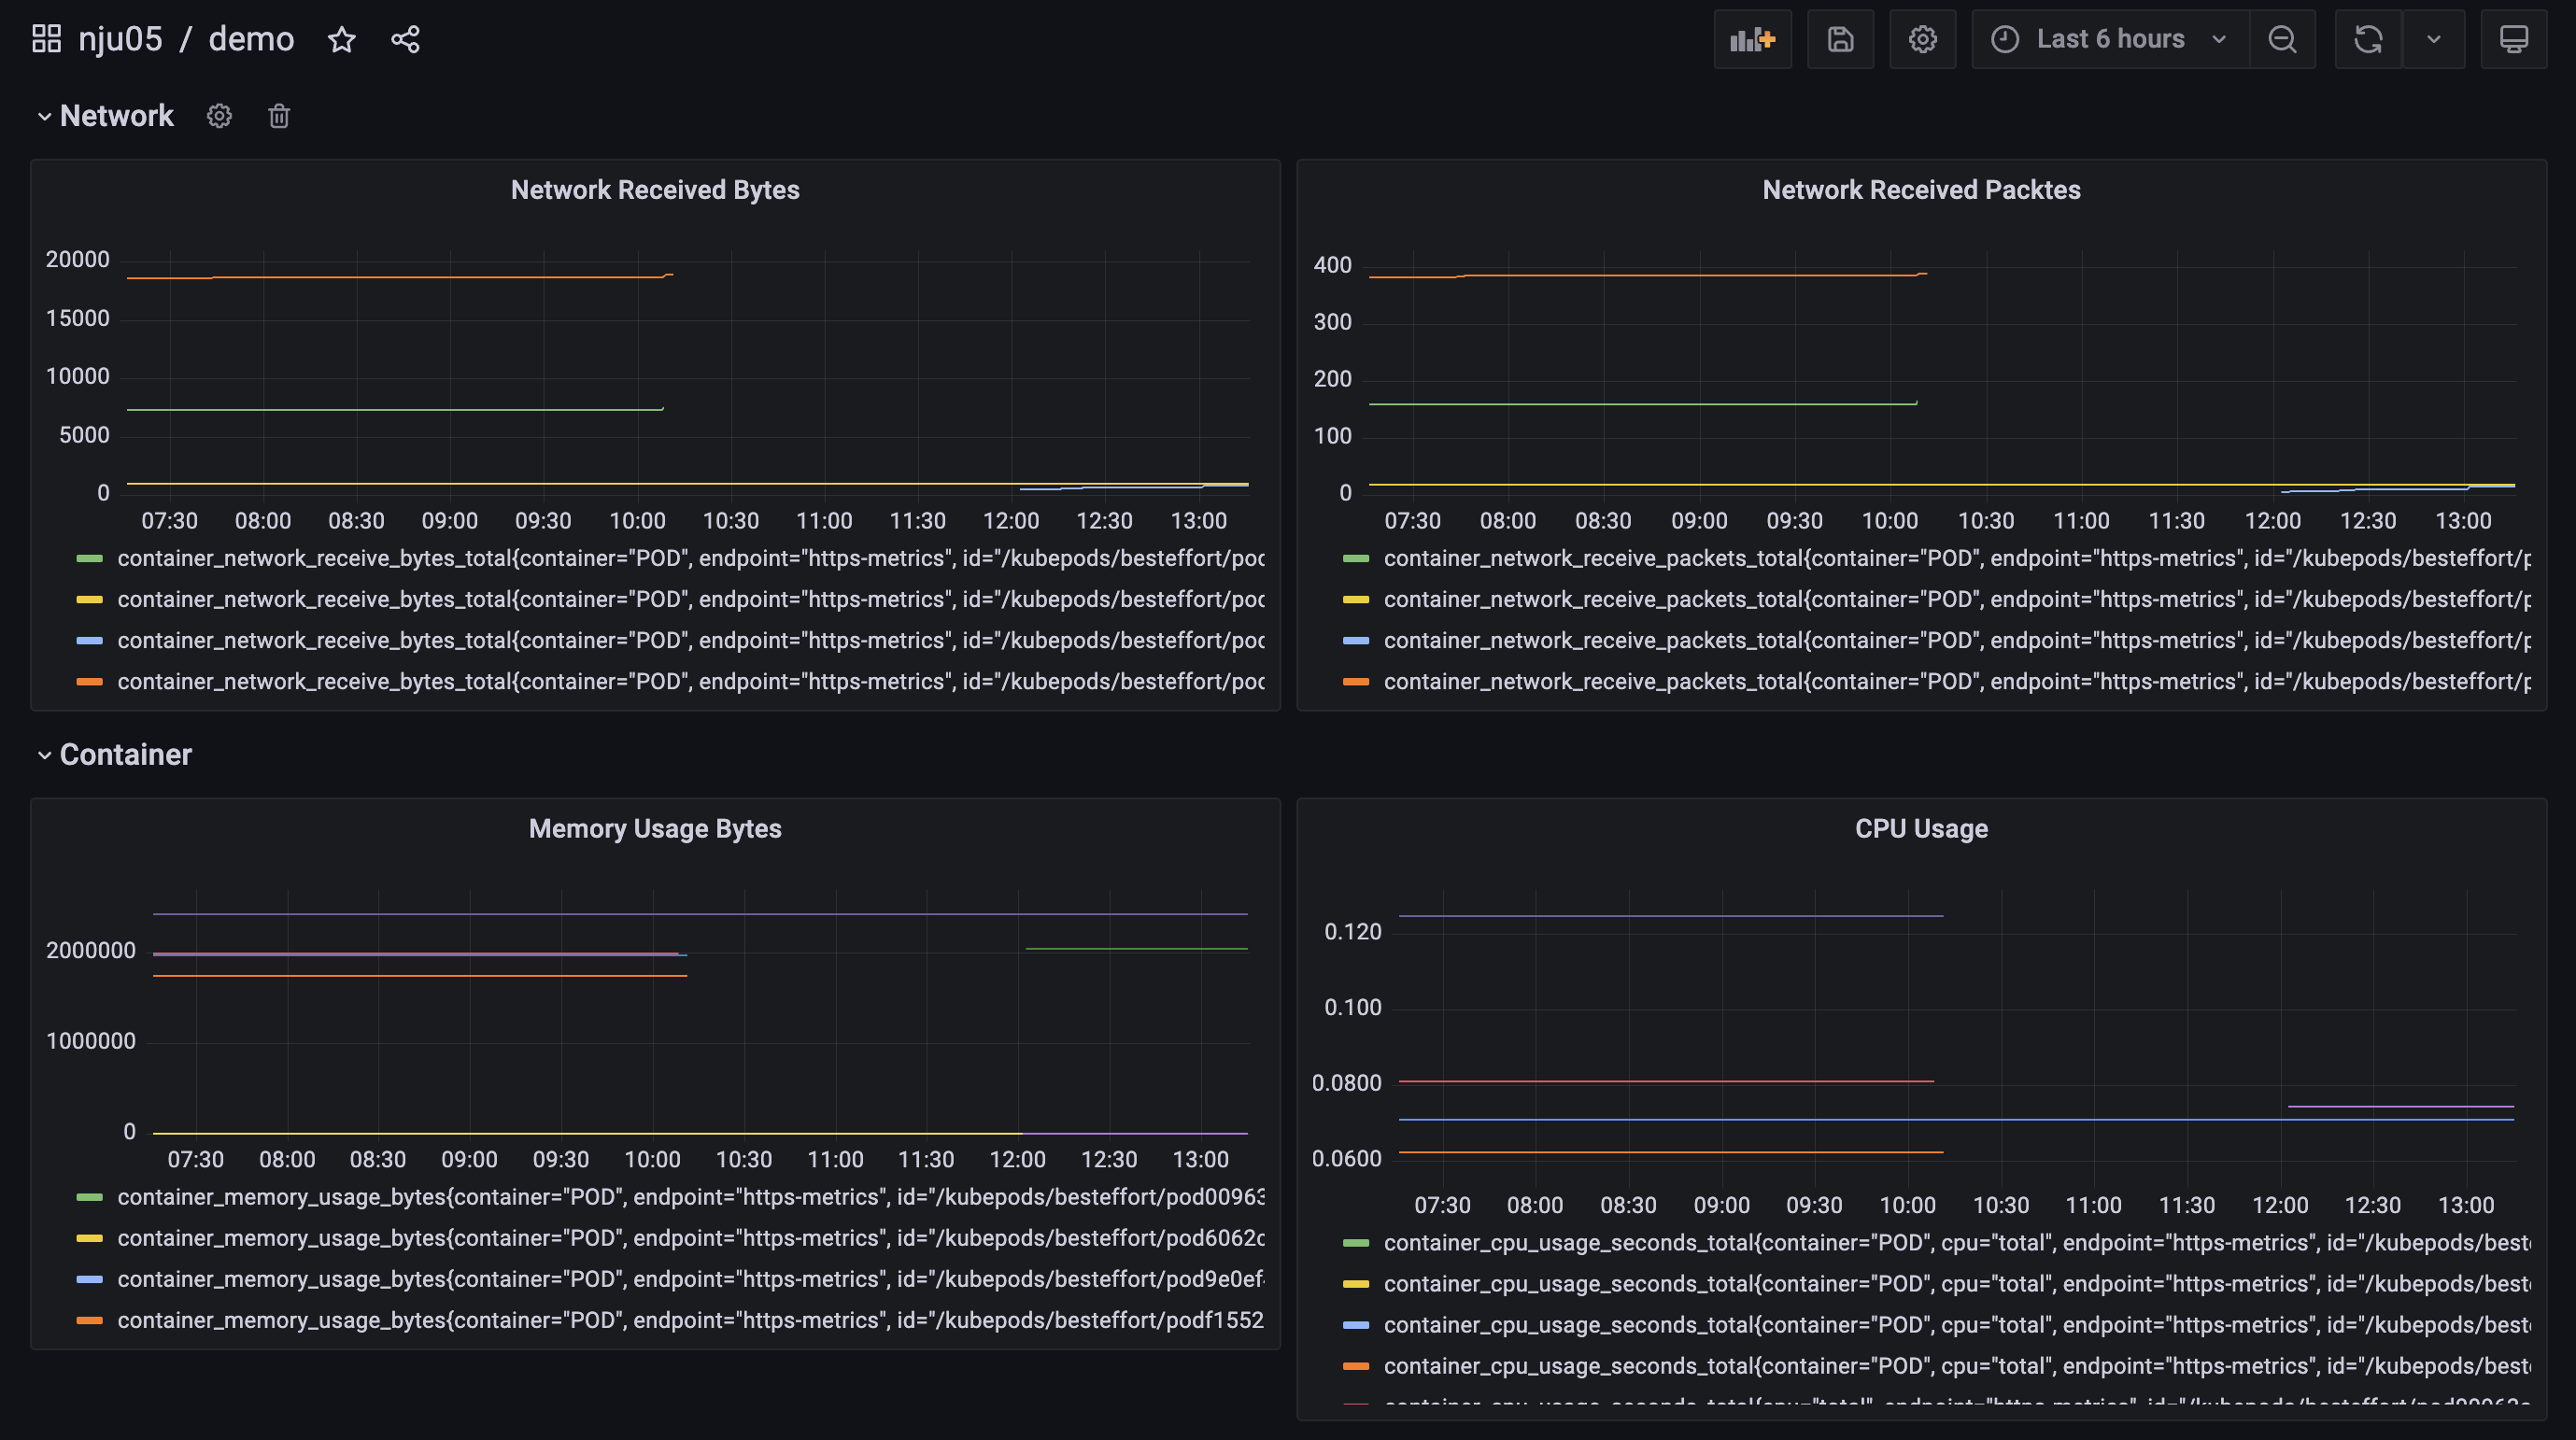 nju05 / demo
Last 6 hours
Network
Network Received Bytes
20000
15000
10000
5000
0
07:30 08:00 08:30 09:00 09:30 10:00 10:30 11:00 11:30 12:00 12:30 13:00
container_network_receive_bytes_total{container="POD", endpoint="https-metrics", id="/kubepods/besteffort/pod
container_network_receive_bytes_total{container="POD", endpoint="https-metrics", id="/kubepods/besteffort/pod
container_network_receive_bytes_total{container="POD", endpoint="https-metrics", id="/kubepods/besteffort/pod
container_network_receive_bytes_total{container="POD", endpoint="https-metrics", id="/kubepods/besteffort/pod
Network Received Packtes
400
300
200
100
0
07:30 08:00 08:30 09:00 09:30 10:00 10:30 11:00 11:30 12:00 12:30 13:00
container_network_receive_packets_total{container="POD", endpoint="https-metrics", id="/kubepods/besteffort/p
container_network_receive_packets_total{container="POD", endpoint="https-metrics", id="/kubepods/besteffort/p
container_network_receive_packets_total{container="POD", endpoint="https-metrics", id="/kubepods/besteffort/p
container_network_receive_packets_total{container="POD", endpoint="https-metrics", id="/kubepods/besteffort/p
Container
Memory Usage Bytes
2000000
1000000
0
07:30 08:00 08:30 09:00 09:30 10:00 10:30 11:00 11:30 12:00 12:30 13:00
container_memory_usage_bytes{container="POD", endpoint="https-metrics", id="/kubepods/besteffort/pod00963
container_memory_usage_bytes{container="POD", endpoint="https-metrics", id="/kubepods/besteffort/pod6062c
container_memory_usage_bytes{container="POD", endpoint="https-metrics", id="/kubepods/besteffort/pod9e0ef
container_memory_usage_bytes{container="POD", endpoint="https-metrics", id="/kubepods/besteffort/podf1552
CPU Usage
0.120
0.100
0.0800
0.0600
07:30 08:00 08:30 09:00 09:30 10:00 10:30 11:00 11:30 12:00 12:30 13:00
container_cpu_usage_seconds_total{container="POD", cpu="total", endpoint="https-metrics", id="/kubepods/best
container_cpu_usage_seconds_total{container="POD", cpu="total", endpoint="https-metrics", id="/kubepods/best
container_cpu_usage_seconds_total{container="POD", cpu="total", endpoint="https-metrics", id="/kubepods/best
container_cpu_usage_seconds_total{container="POD", cpu="total", endpoint="https-metrics", id="/kubepods/best